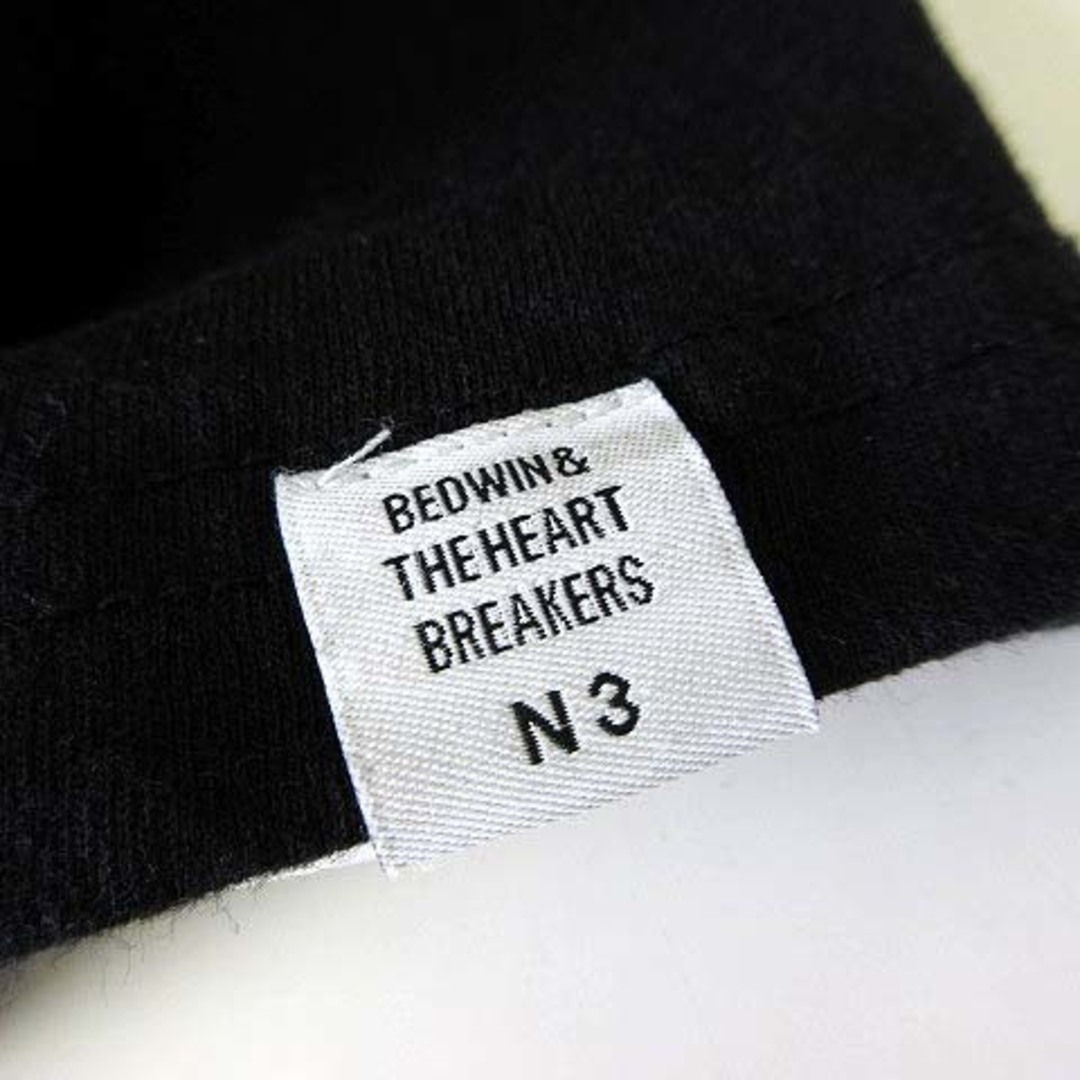 BEDWIN &
THE HEART
BREAKERS
N 3